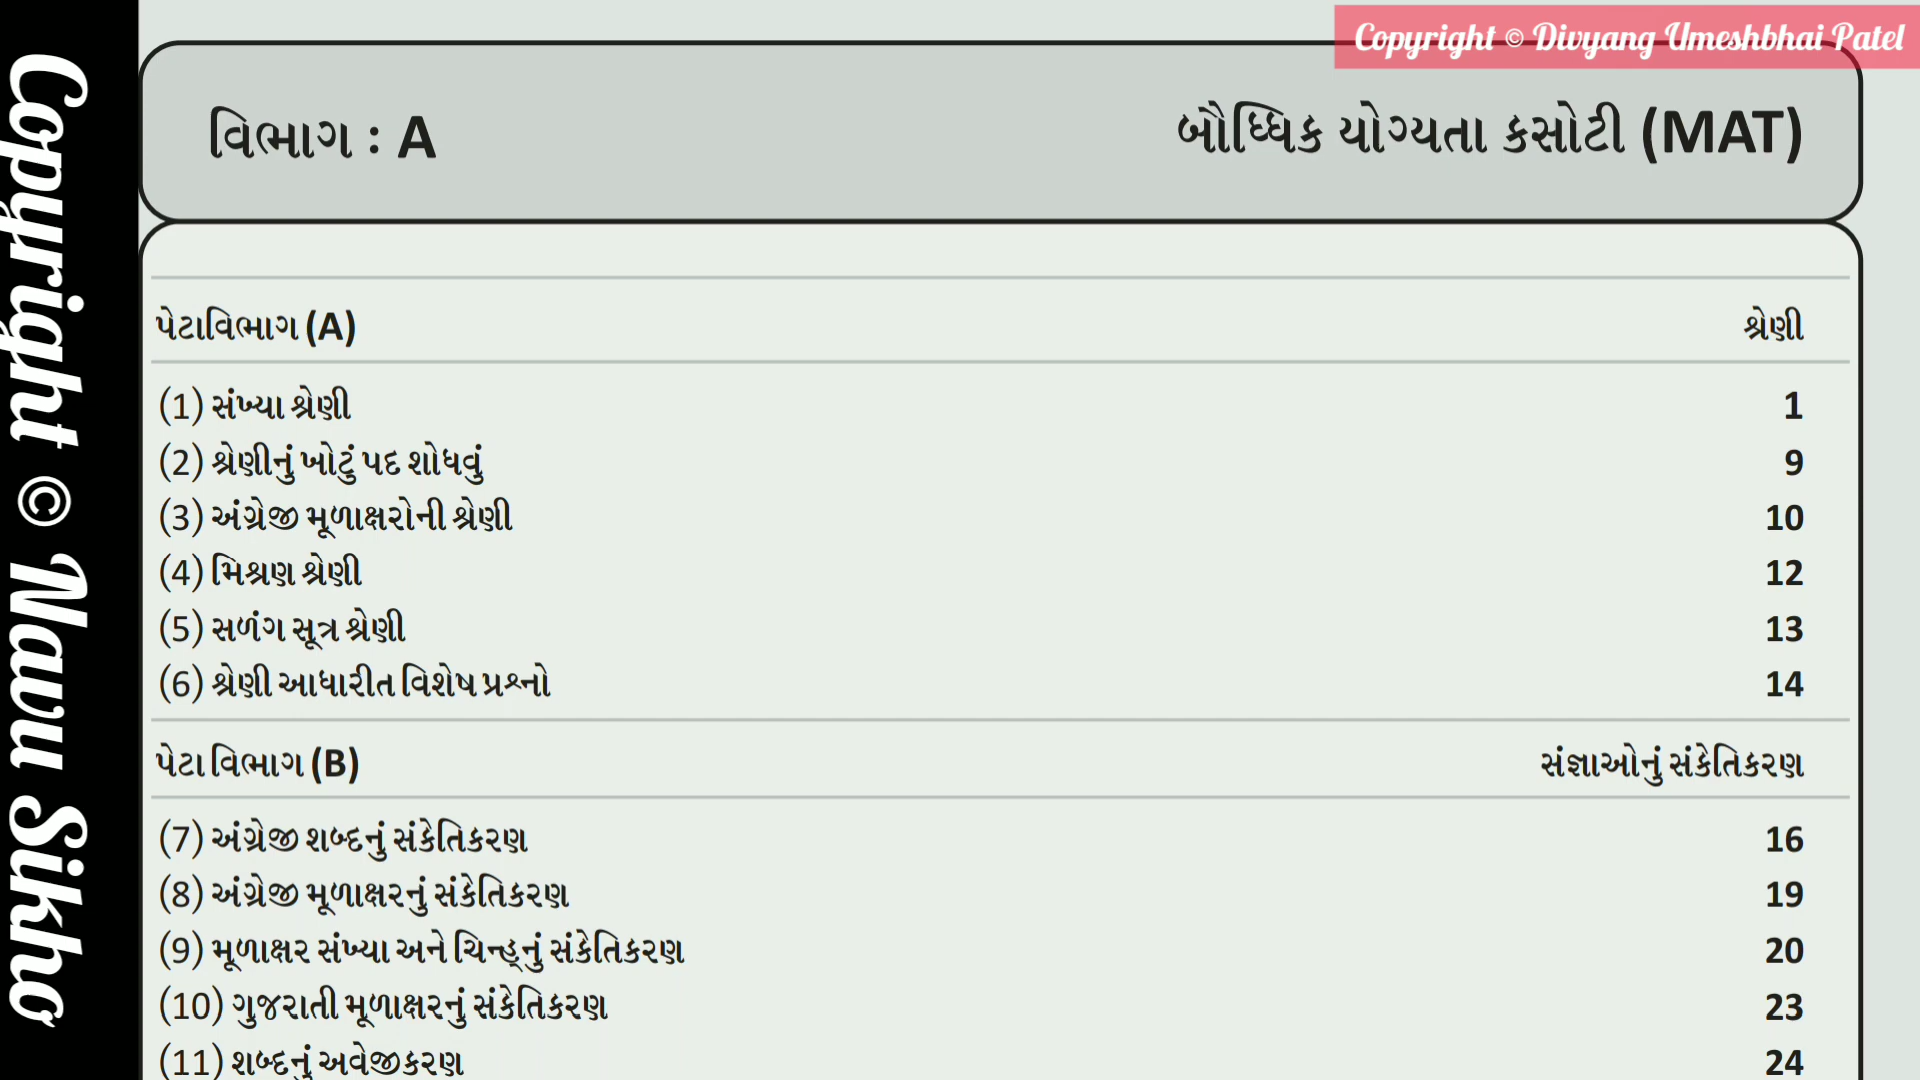 Copyright © Divyang Umeshbhai Patel
Copyright © Nawu Sikho
વિભાગ : A
બૌધ્ધિક યોગ્યતા કસોટી (MAT)
પેટાવિભાગ (A) શ્રેણી
(1) સંખ્યા શ્રેણી 1
(2) શ્રેણીનું ખોટું પદ શોધવું 9
(3) અંગ્રેજી મૂળાક્ષરોની શ્રેણી 10
(4) મિશ્રણ શ્રેણી 12
(5) સળંગ સૂત્ર શ્રેણી 13
(6) શ્રેણી આધારીત વિશેષ પ્રશ્નો 14
પેટા વિભાગ (B) સંજ્ઞાઓનું સંકેતિકરણ
(7) અંગ્રેજી શબ્દનું સંકેતિકરણ 16
(8) અંગ્રેજી મૂળાક્ષરનું સંકેતિકરણ 19
(9) મૂળાક્ષર સંખ્યા અને ચિન્હ્નું સંકેતિકરણ 20
(10) ગુજરાતી મૂળાક્ષરનું સંકેતિકરણ 23
(11) શબ્દનું અવેજીકરણ 24